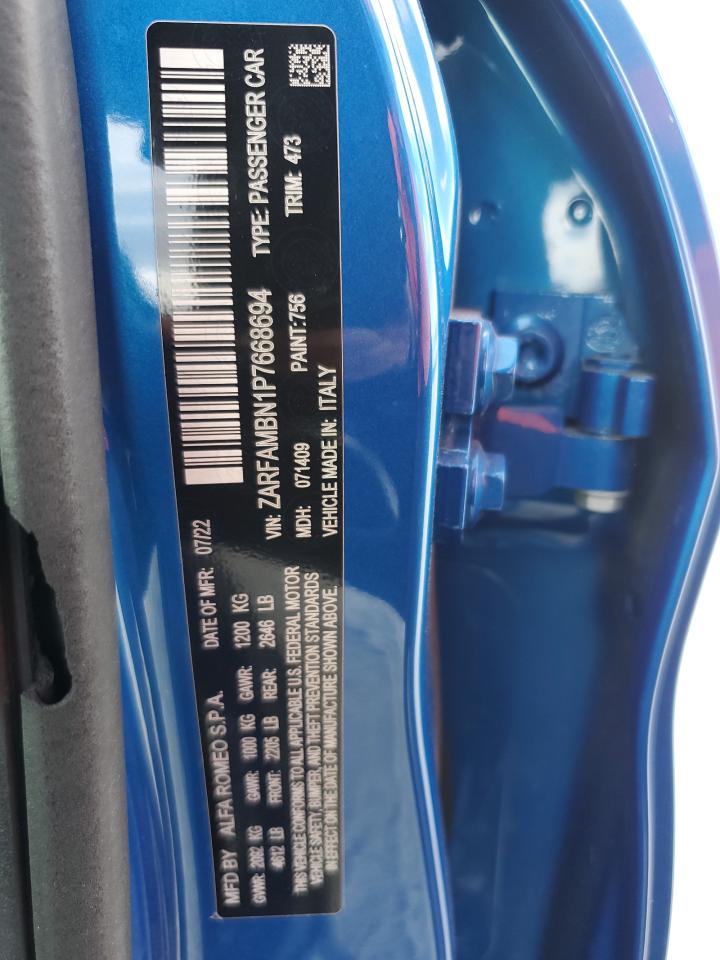 MFD BY ALFA ROMEO S.P.A. DATE OF MFR: 07/22
GVWR: 2092 KG GAWR: 1000 KG GAWR: 1200 KG
4612 LB FRONT: 2205 LB REAR: 2646 LB
THIS VEHICLE CONFORMS TO ALL APPLICABLE U.S. FEDERAL MOTOR
VEHICLE SAFETY, BUMPER, AND THEFT PREVENTION STANDARDS
IN EFFECT ON THE DATE OF MANUFACTURE SHOWN ABOVE.
VIN: ZARFAMBN1P7668694 TYPE: PASSENGER CAR
MDH: 071409 PAINT:756 TRIM: 473
VEHICLE MADE IN: ITALY